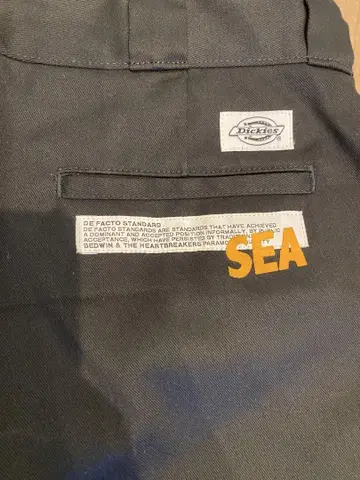 Dickies
DE FACTO STANDARD
DE FACTO STANDARDS ARE STANDARDS THAT HAVE ACHIEVED
A DOMINANT AND ACCEPTED POSITION INFORMALLY, BY PUBLIC
ACCEPTANCE, WHICH HAVE PERSISTED BY
BEDWIN & THE HEARTBREAKERS
SEA